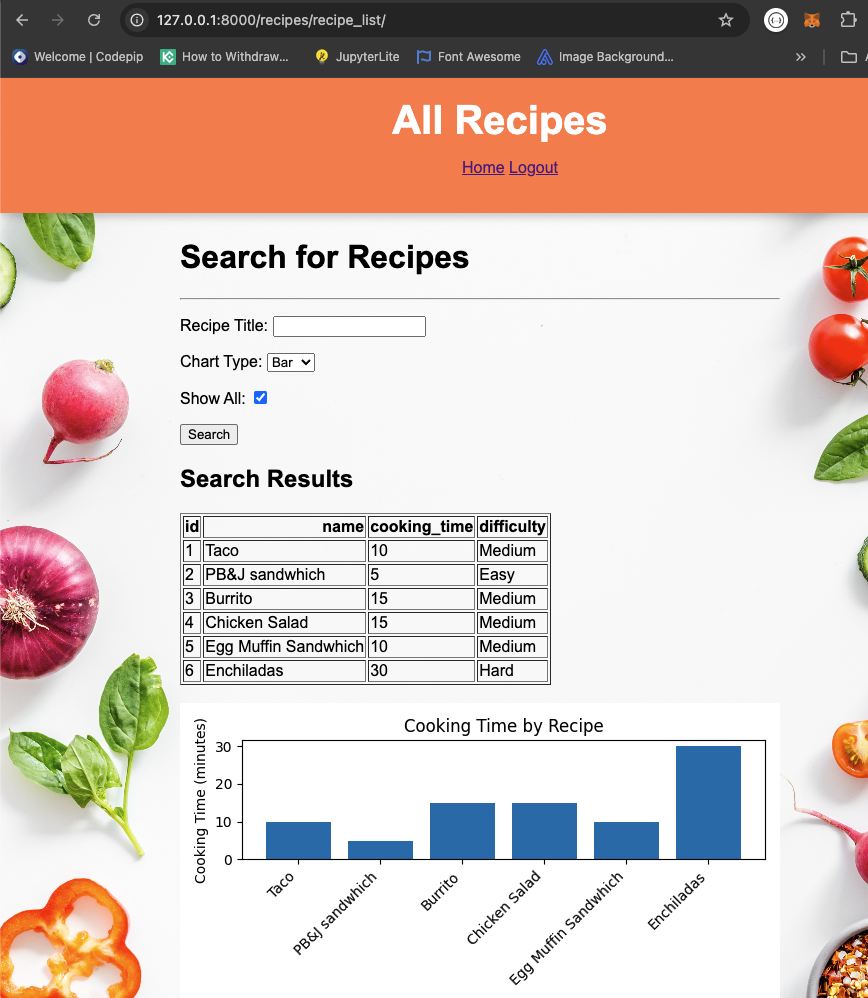 127.0.0.1:8000/recipes/recipe_list/
Welcome | Codepip How to Withdraw... JupyterLite Font Awesome Image Background... »
All Recipes
Home Logout
Search for Recipes
Recipe Title:
Chart Type: Bar
Show All:
Search
Search Results
id name cooking_time difficulty
1 Taco 10 Medium
2 PB&J sandwhich 5 Easy
3 Burrito 15 Medium
4 Chicken Salad 15 Medium
5 Egg Muffin Sandwhich 10 Medium
6 Enchiladas 30 Hard
Cooking Time by Recipe
Cooking Time (minutes)
30
20
10
0
Taco
PB&J sandwhich
Burrito
Chicken Salad
Egg Muffin Sandwhich
Enchiladas